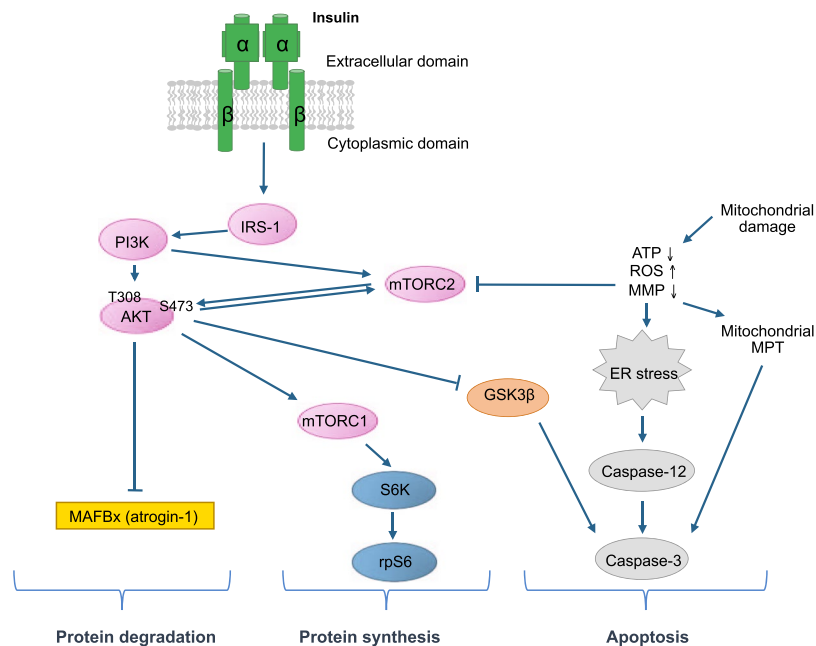 Insulin
α α
Extracellular domain
β β
Cytoplasmic domain
IRS-1
PI3K
Mitochondrial
damage
ATP ↓
ROS ↑
MMP ↓
mTORC2
T308
S473
AKT
Mitochondrial
MPT
ER stress
GSK3β
mTORC1
Caspase-12
S6K
MAFBx (atrogin-1)
rpS6
Caspase-3
Protein degradation
Protein synthesis
Apoptosis